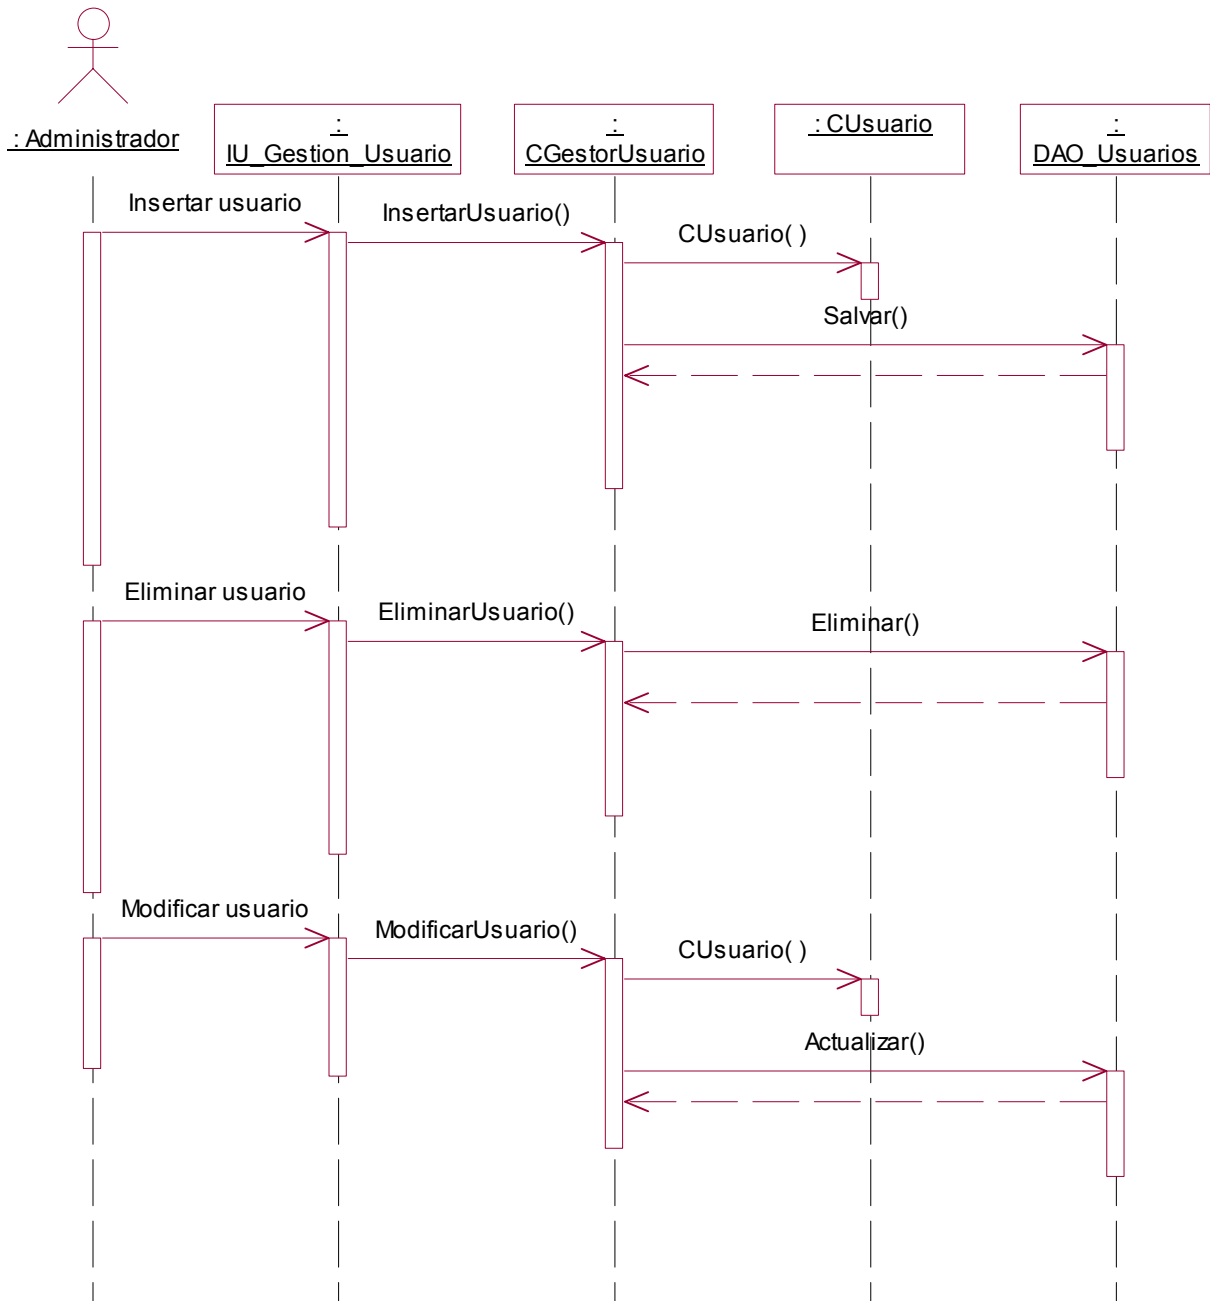 : Administrador
:
IU_Gestion_Usuario
:
CGestorUsuario
: CUsuario
:
DAO_Usuarios
Insertar usuario
InsertarUsuario()
CUsuario( )
Salvar()
Eliminar usuario
EliminarUsuario()
Eliminar()
Modificar usuario
ModificarUsuario()
CUsuario( )
Actualizar()